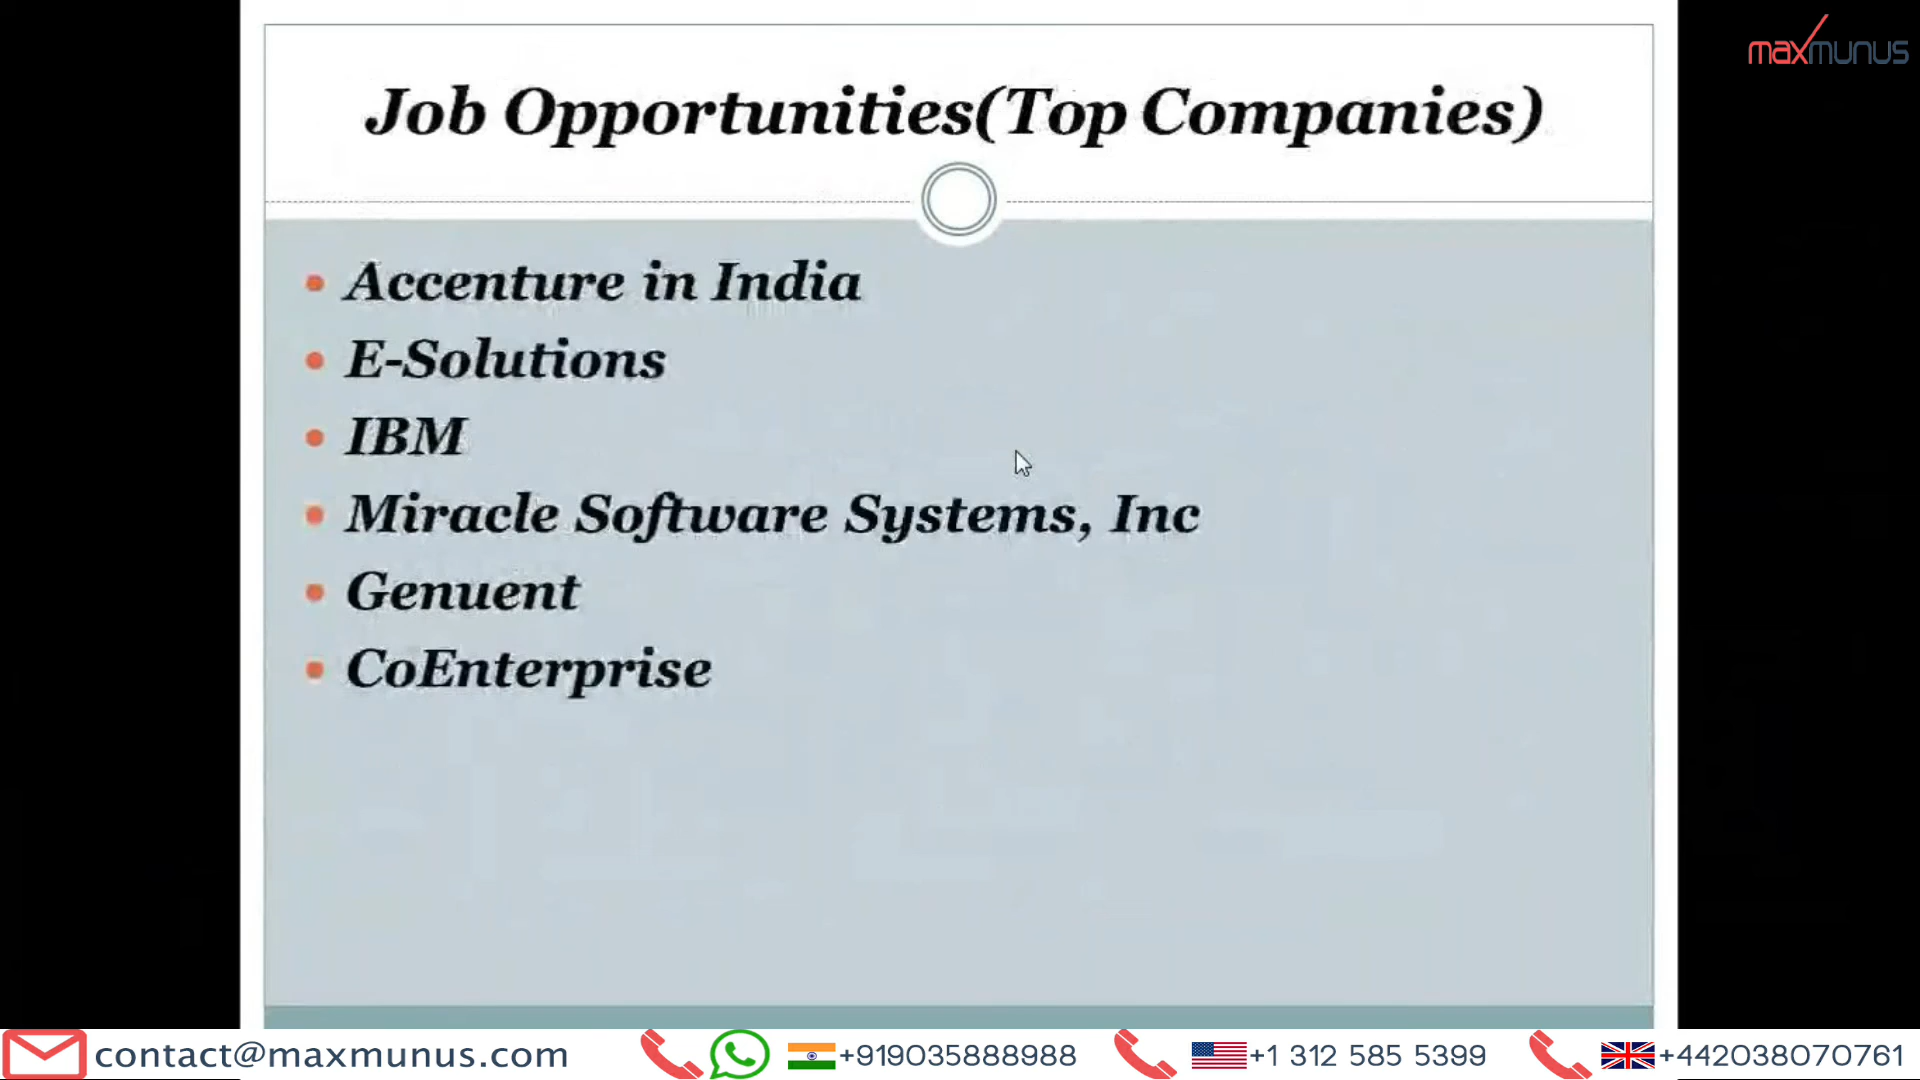 maxmunus
Job Opportunities(Top Companies)
• Accenture in India
• E-Solutions
• IBM
• Miracle Software Systems, Inc
• Genuent
• CoEnterprise
contact@maxmunus.com +919035888988 +1 312 585 5399 +442038070761